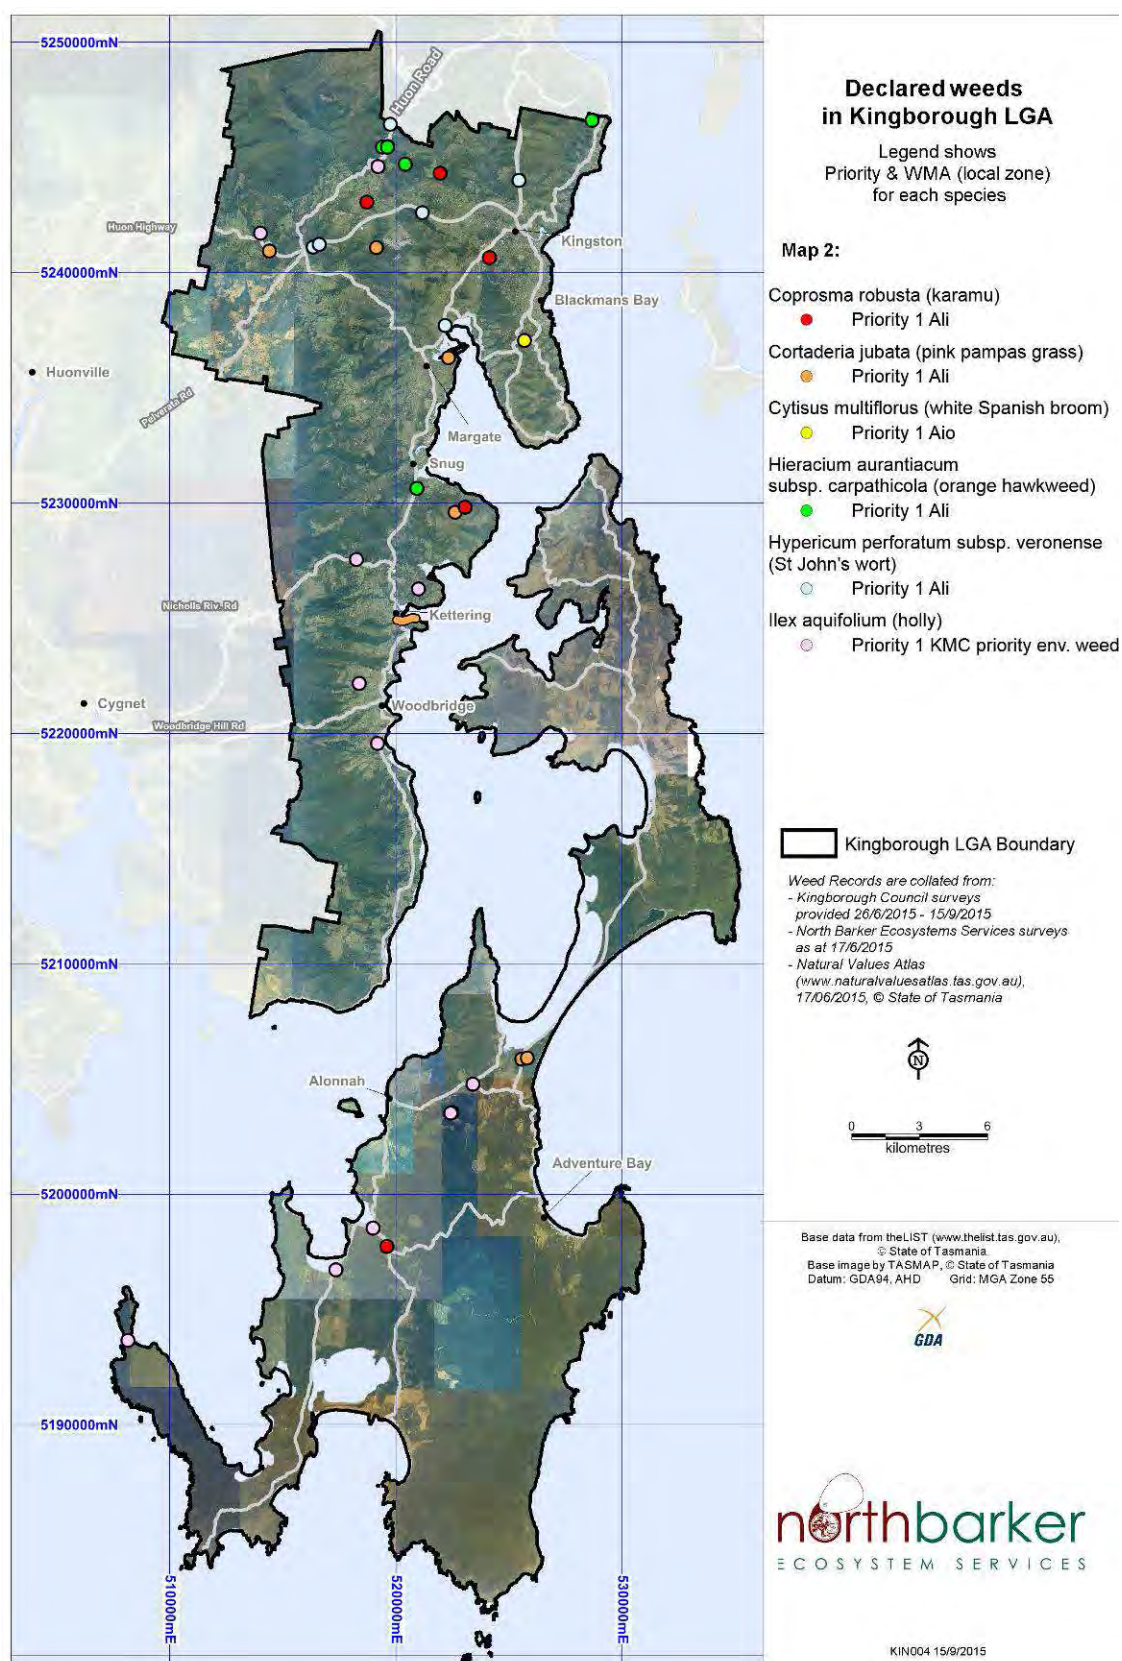 5250000mN
Huon Road
Declared weeds
in Kingborough LGA
Legend shows
Priority & WMA (local zone)
for each species
Huon Highway
Kingston
Map 2:
5240000mN
Coprosma robusta (karamu)
Priority 1 Ali
Blackmans Bay
Cortaderia jubata (pink pampas grass)
Priority 1 Ali
Huonville
Pelverata Rd
Cytisus multiflorus (white Spanish broom)
Priority 1 Aio
Margate
Snug
Hieracium aurantiacum
subsp. carpathicola (orange hawkweed)
Priority 1 Ali
5230000mN
Hypericum perforatum subsp. veronense
(St John's wort)
Priority 1 Ali
Nicholls Riv. Rd
Kettering
Ilex aquifolium (holly)
Priority 1 KMC priority env. weed
Cygnet
Woodbridge
Woodbridge Hill Rd
5220000mN
Kingborough LGA Boundary
Weed Records are collated from:
- Kingborough Council surveys
provided 26/6/2015 - 15/9/2015
- North Barker Ecosystems Services surveys
as at 17/6/2015
- Natural Values Atlas
(www.naturalvaluesatlas.tas.gov.au),
17/06/2015, © State of Tasmania
5210000mN
N
Alonnah
0 3 6
kilometres
Adventure Bay
5200000mN
Base data from theLIST (www.thelist.tas.gov.au),
© State of Tasmania
Base image by TASMAP, © State of Tasmania
Datum: GDA94, AHD Grid: MGA Zone 55
GDA
5190000mN
northbarker
ECOSYSTEM SERVICES
510000mE
520000mE
530000mE
KIN004 15/9/2015